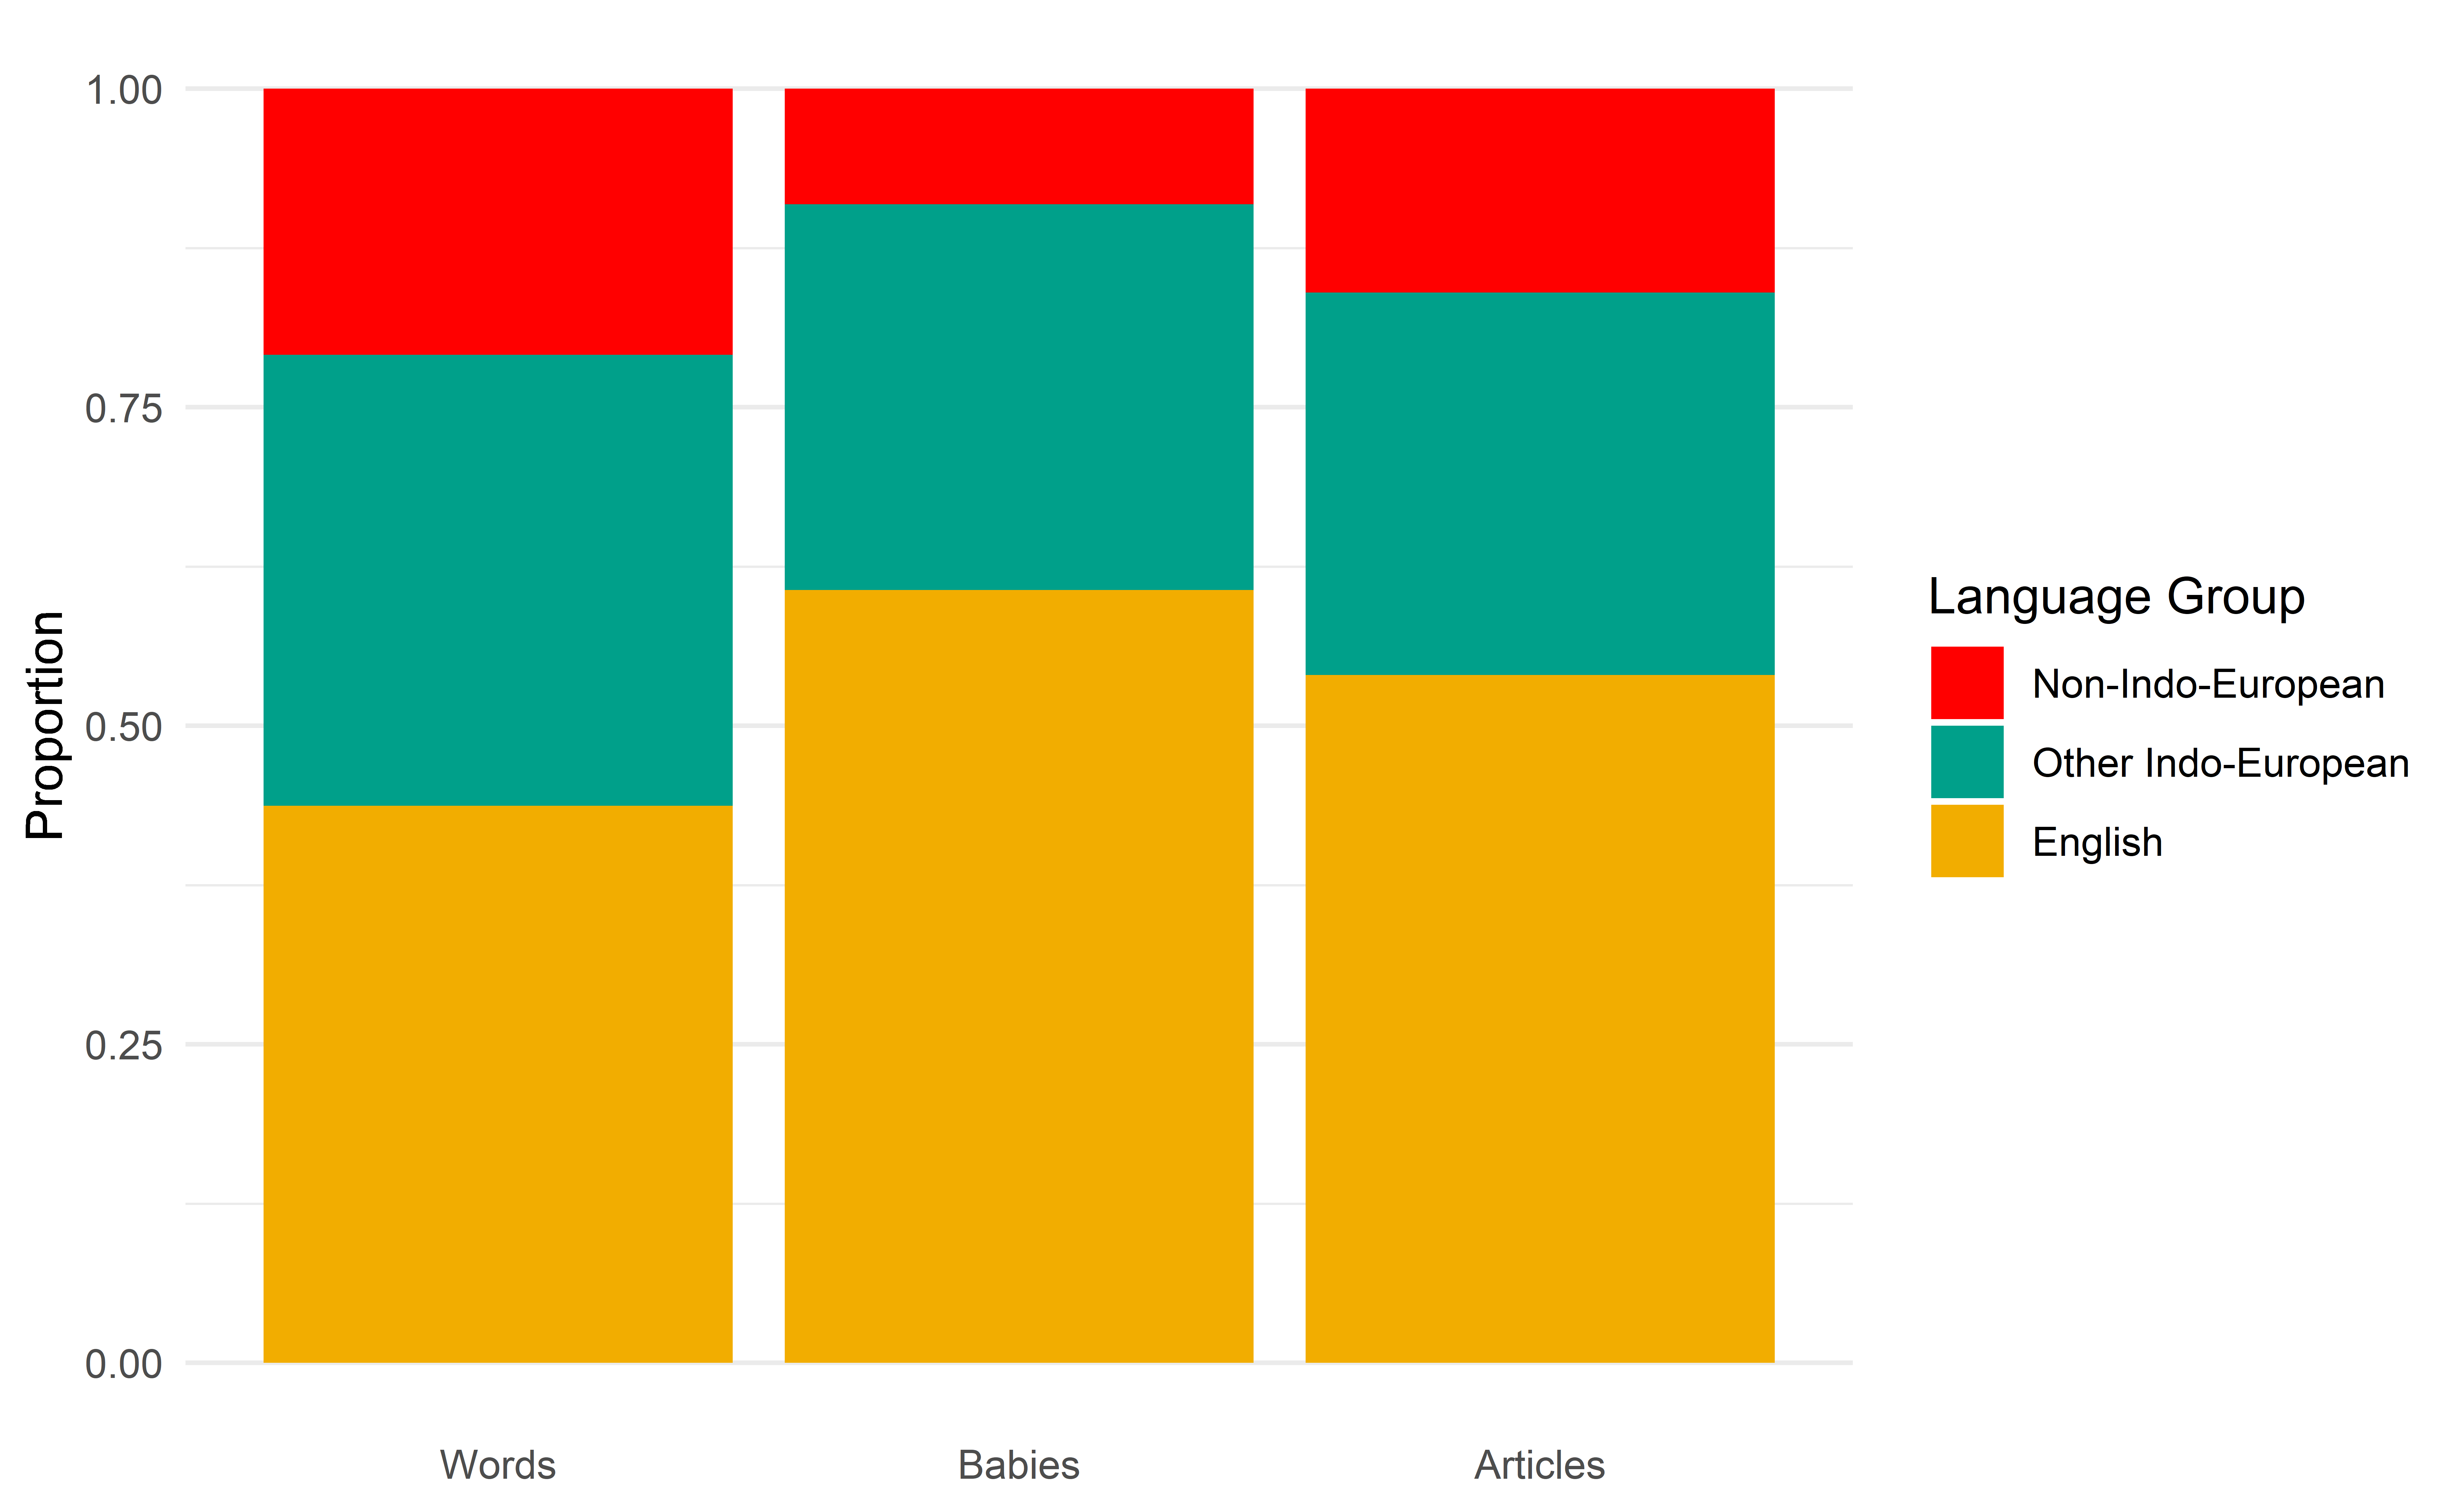 Proportion
1.00
0.75
0.50
0.25
0.00
Words
Babies
Articles
Language Group
Non-Indo-European
Other Indo-European
English